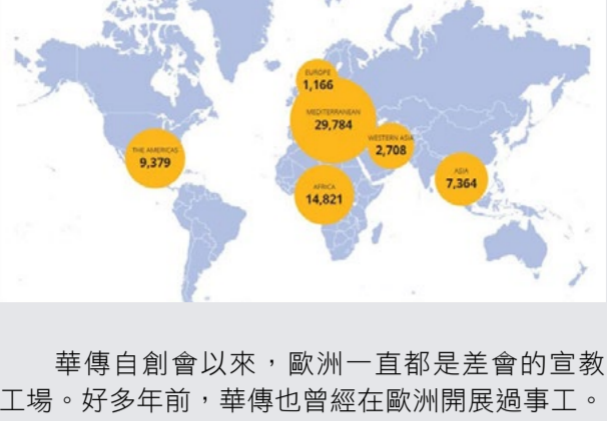 EUROPE
1,166
MEDITERRANEAN
29,784
WESTERN ASIA
2,708
THE AMERICAS
9,379
ASIA
7,364
AFRICA
14,821
華傳自創會以來，歐洲一直都是差會的宣教
工場。好多年前，華傳也曾經在歐洲開展過事工。